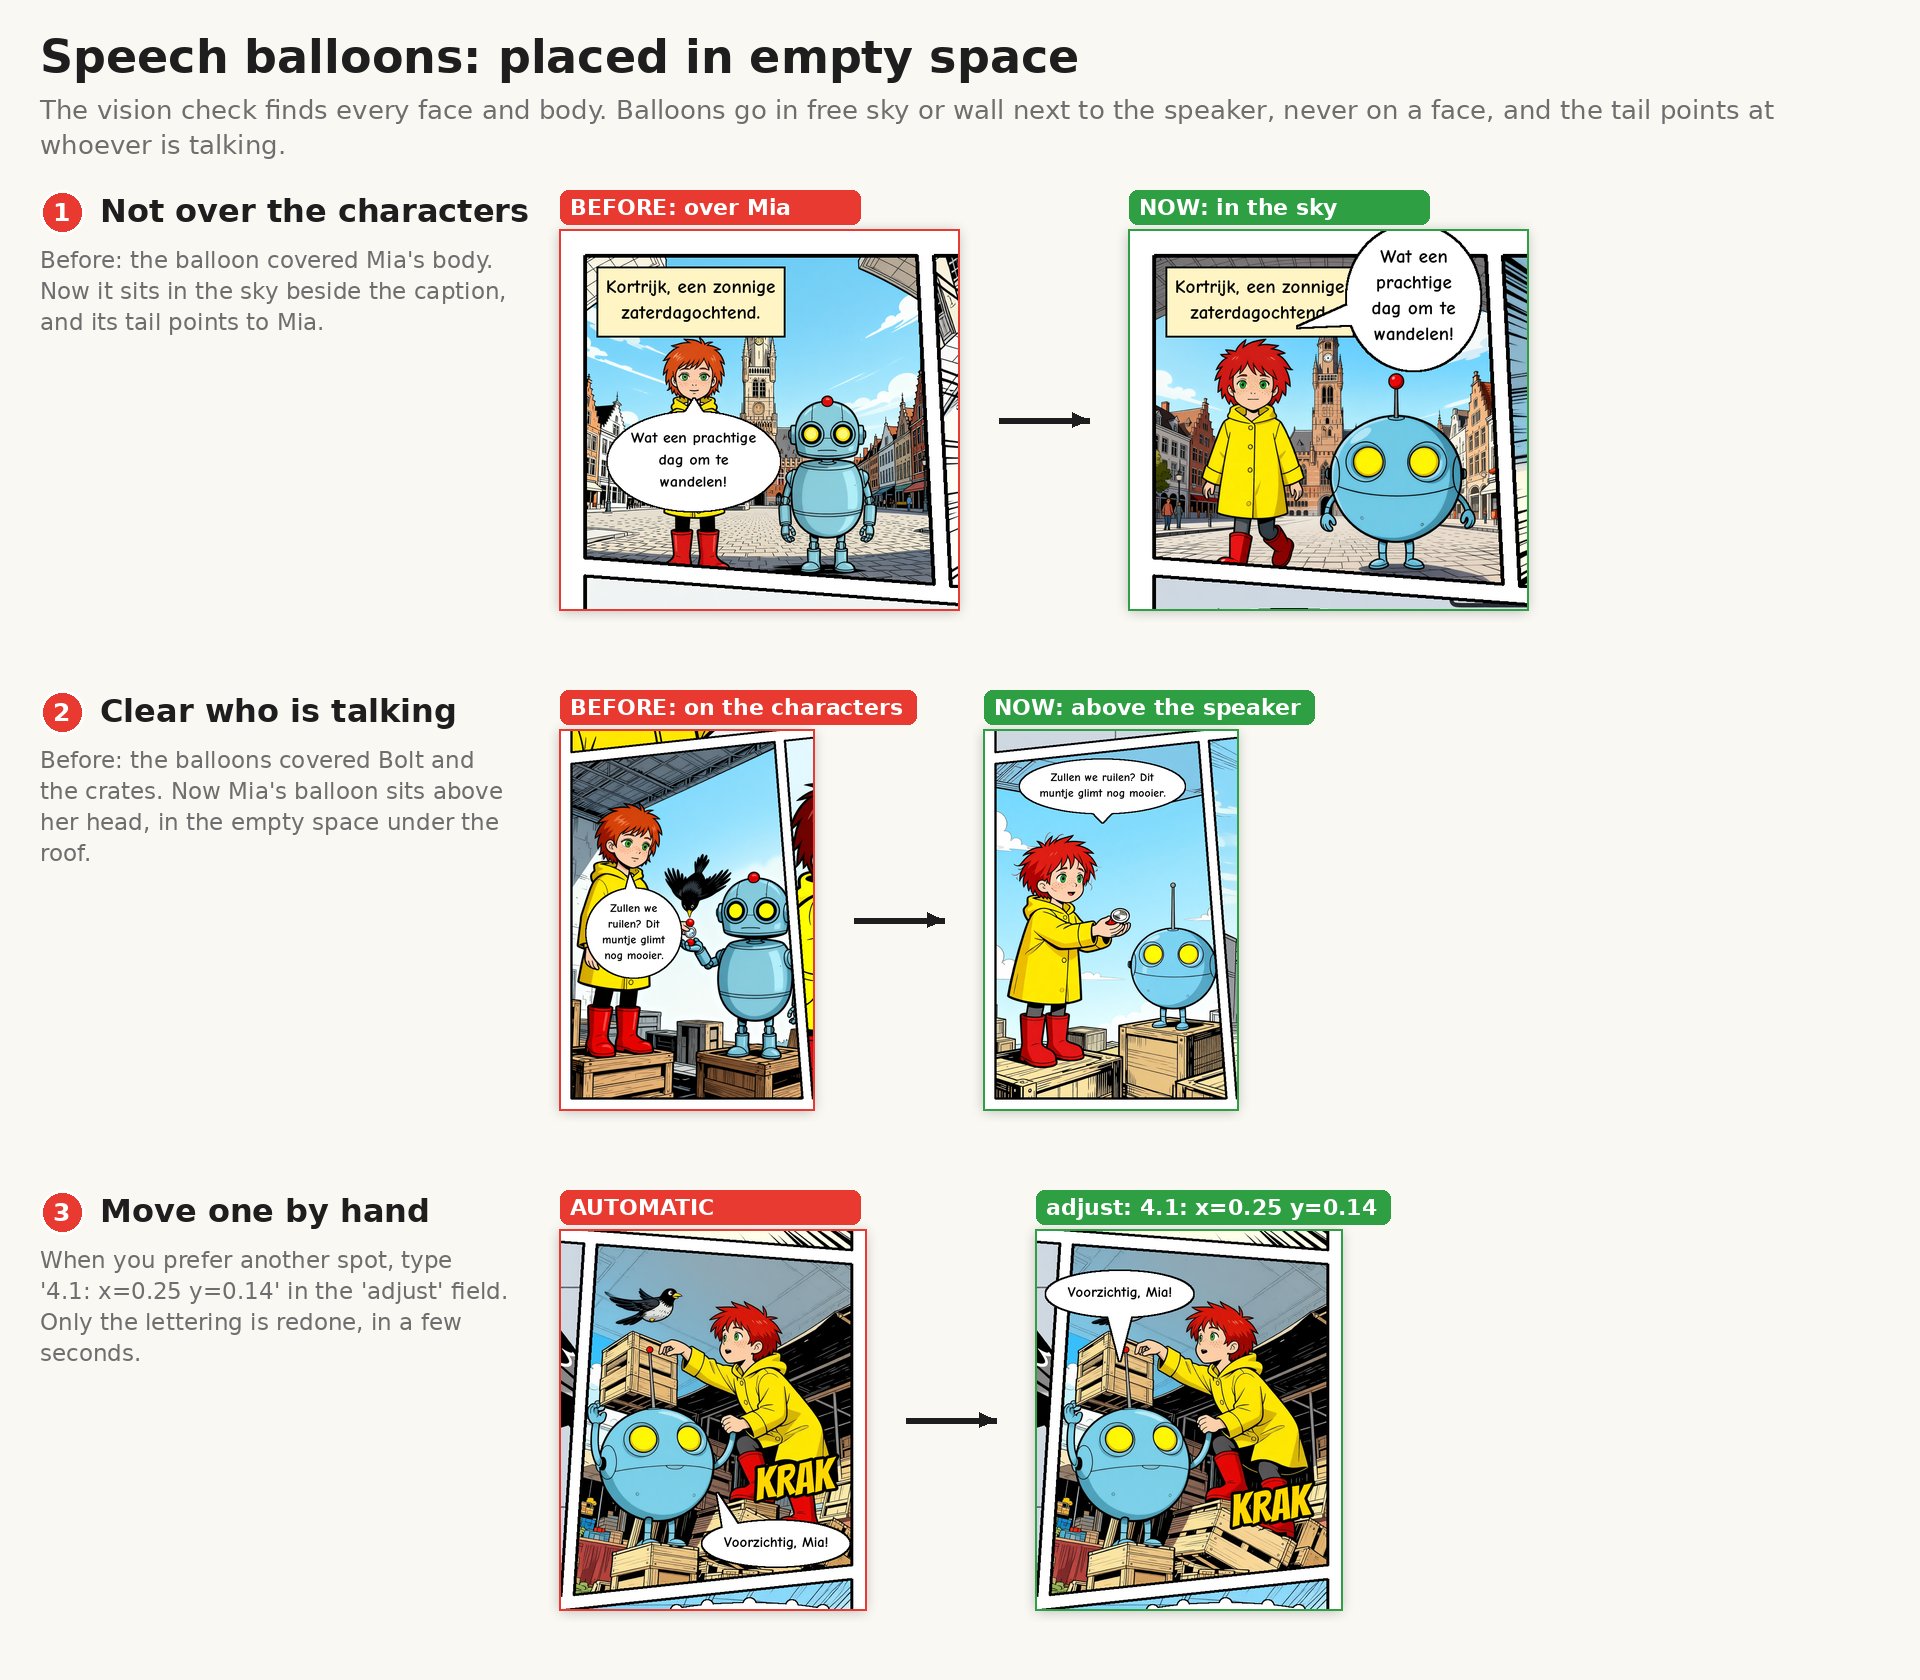 Speech balloons: placed in empty space
The vision check finds every face and body. Balloons go in free sky or wall next to the speaker, never on a face, and the tail points at
whoever is talking.
1 Not over the characters
Before: the balloon covered Mia's body.
Now it sits in the sky beside the caption,
and its tail points to Mia.
BEFORE: over Mia
Kortrijk, een zonnige
zaterdagochtend.
Wat een prachtige
dag om te
wandelen!
NOW: in the sky
Kortrijk, een zonnige
zaterdagochtend
Wat een
prachtige
dag om te
wandelen!
2 Clear who is talking
Before: the balloons covered Bolt and
the crates. Now Mia's balloon sits above
her head, in the empty space under the
roof.
BEFORE: on the characters
Zullen we
ruilen? Dit
muntje glimt
nog mooier.
NOW: above the speaker
Zullen we ruilen? Dit
muntje glimt nog mooier.
3 Move one by hand
When you prefer another spot, type
'4.1: x=0.25 y=0.14' in the 'adjust' field.
Only the lettering is redone, in a few
seconds.
AUTOMATIC
KRAK
Voorzichtig, Mia!
adjust: 4.1: x=0.25 y=0.14
Voorzichtig, Mia!
KRAK